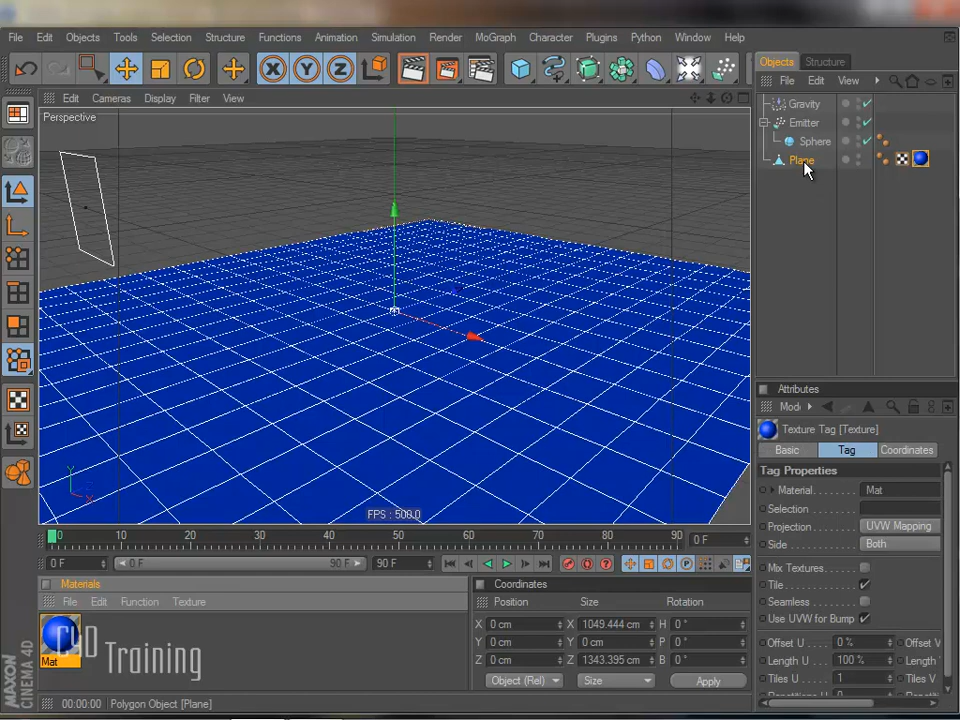 File Edit Objects Tools Selection Structure Functions Animation Simulation Render MoGraph Character Plugins Python Window Help
X Y Z
Objects Structure
File Edit View
Edit Cameras Display Filter View
Perspective
Gravity
Emitter
Sphere
Plane
Y
X
Z
FPS : 500.0
0 10 20 30 40 50 60 70 80 90 0 F
0 F 0 F 90 F 90 F
Materials
File Edit Function Texture
Mat
C4D Training
MAXON CINEMA 4D
Coordinates
Position Size Rotation
X 0 cm X 1049.444 cm H 0 °
Y 0 cm Y 0 cm P 0 °
Z 0 cm Z 1343.395 cm B 0 °
Object (Rel) Size Apply
Attributes
Mode
Texture Tag [Texture]
Basic Tag Coordinates
Tag Properties
Material Mat
Selection
Projection UVW Mapping
Side Both
Mix Textures
Tile
Seamless
Use UVW for Bump
Offset U 0 % Offset V
Length U 100 % Length
Tiles U 1 Tiles V
00:00:00 Polygon Object [Plane]